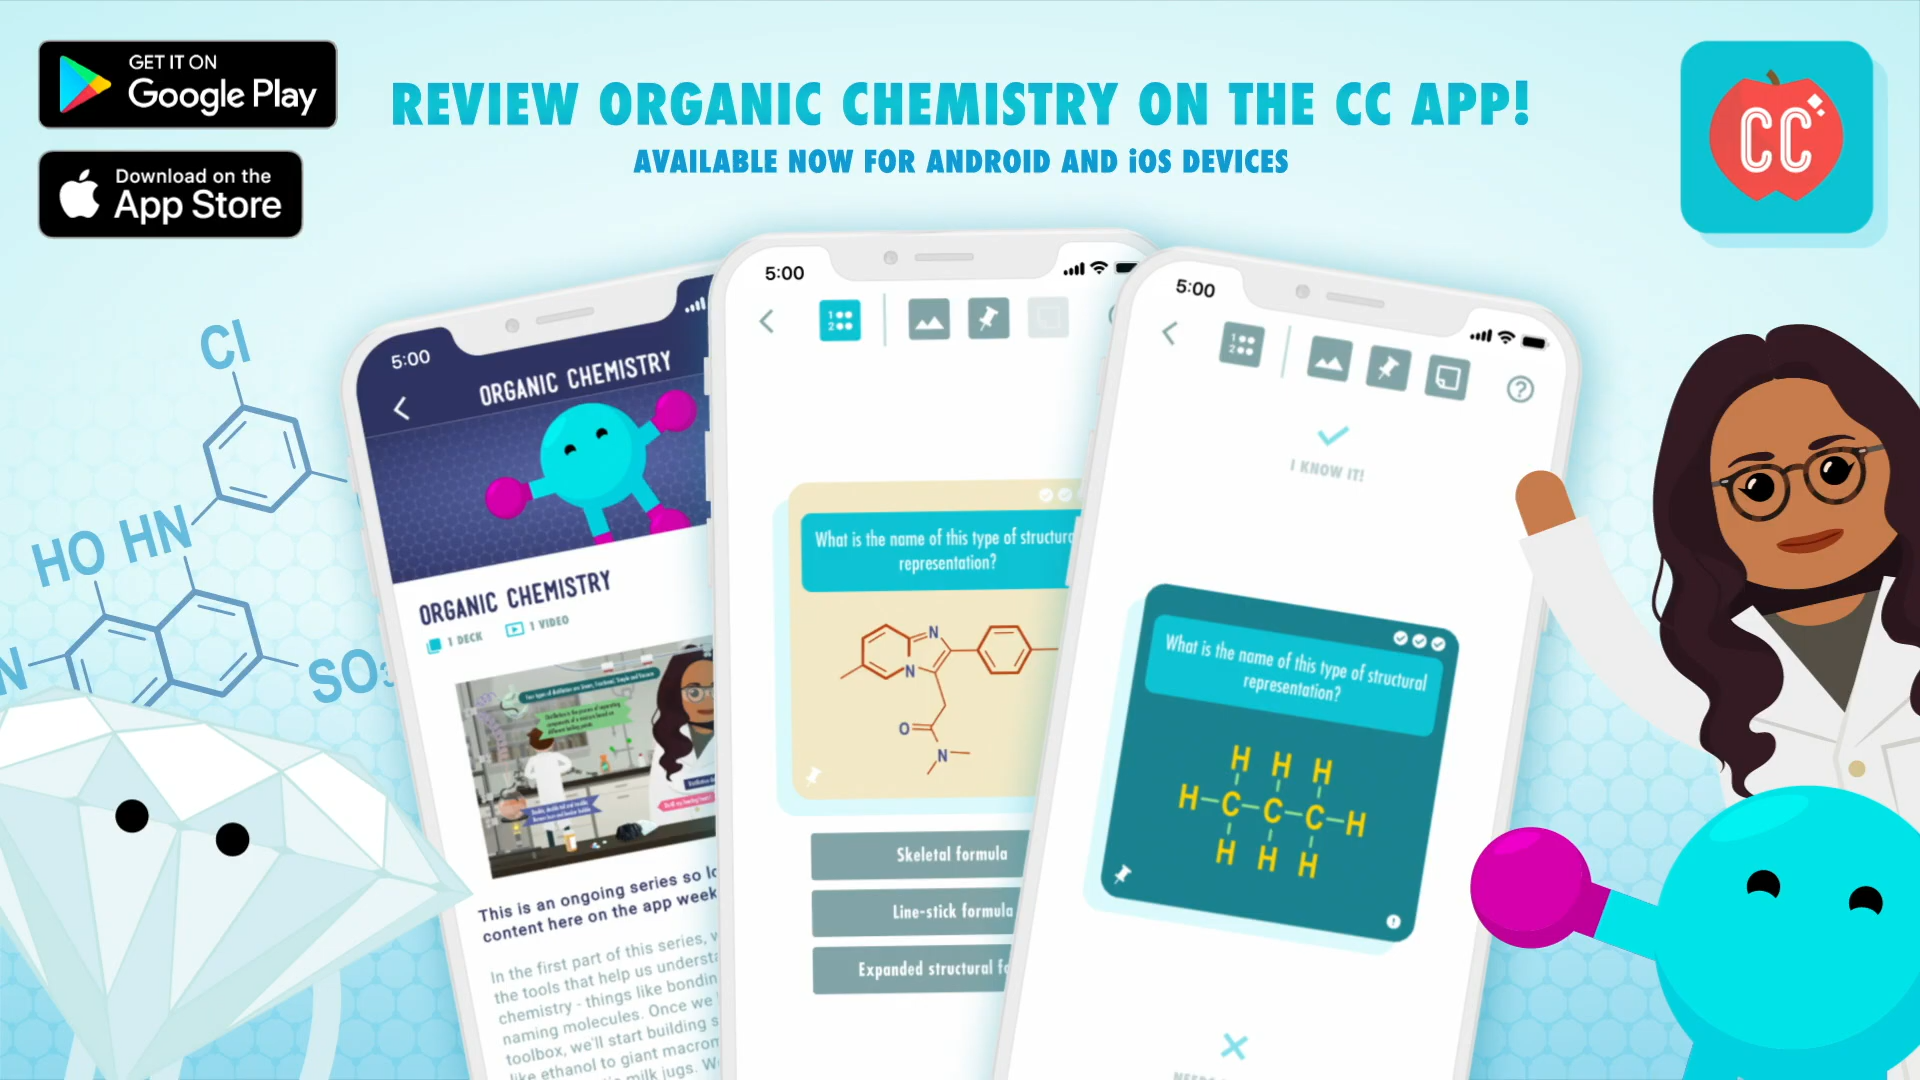 GET IT ON
Google Play
Download on the
App Store
REVIEW ORGANIC CHEMISTRY ON THE CC APP!
AVAILABLE NOW FOR ANDROID AND iOS DEVICES
CC
Cl
HO HN
N
SO3
5:00
ORGANIC CHEMISTRY
ORGANIC CHEMISTRY
1 DECK 1 VIDEO
This is an ongoing series so
content here on the app week
In the first part of this series,
the tools that help us
chemistry - things like
naming molecules. Once we
toolbox, we'll start building
like ethanol to giant
milk jugs.
5:00
1
2
What is the name of this type of
representation?
N
N
O
N
Skeletal formula
Line-stick formula
Expanded structural
5:00
1
2
I KNOW IT!
What is the name of this type of structural
representation?
H H H
H C C C H
H H H